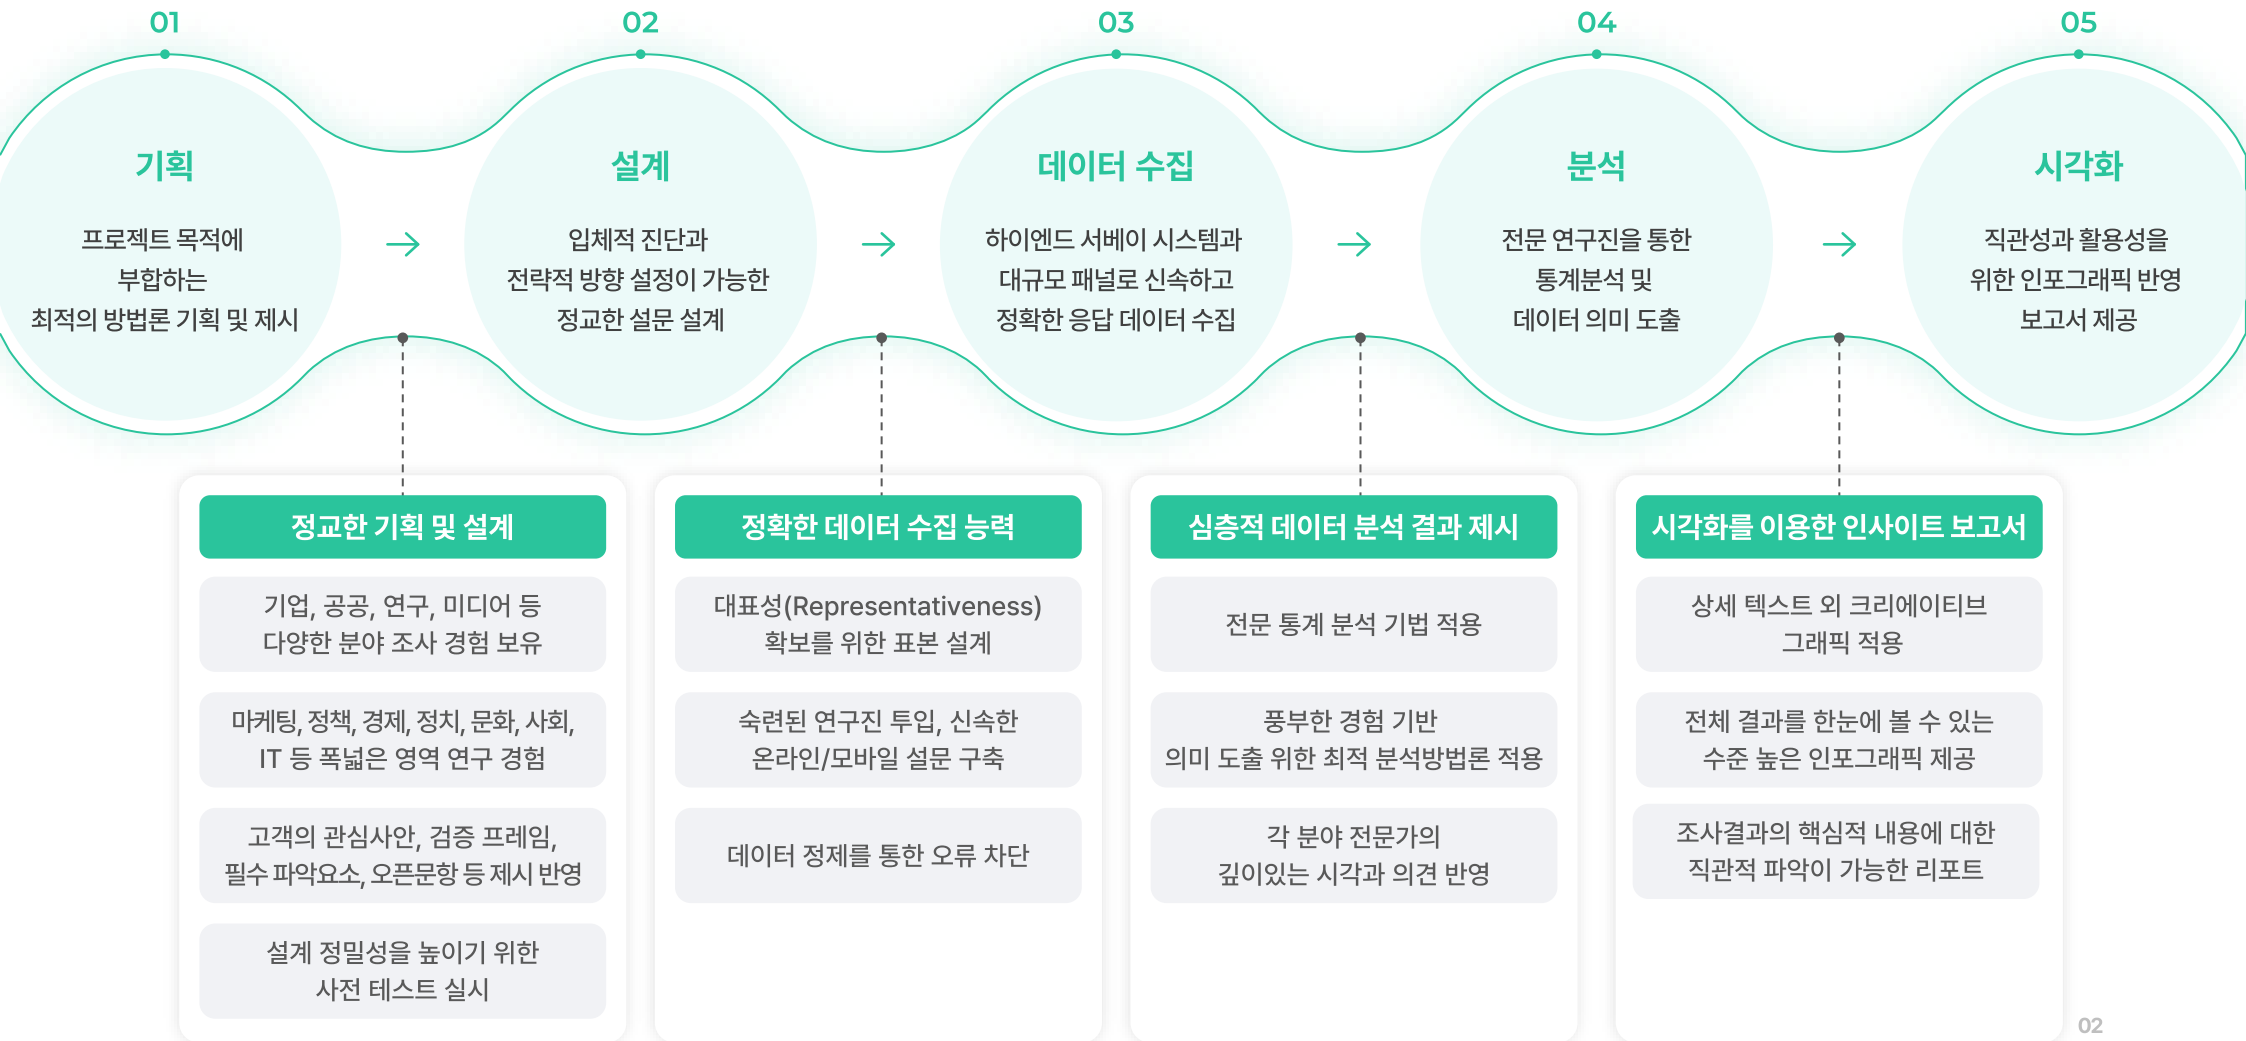 01
기획
프로젝트 목적에
부합하는
최적의 방법론 기획 및 제시
02
설계
입체적 진단과
전략적 방향 설정이 가능한
정교한 설문 설계
03
데이터 수집
하이엔드 서베이 시스템과
대규모 패널로 신속하고
정확한 응답 데이터 수집
04
분석
전문 연구진을 통한
통계분석 및
데이터 의미 도출
05
시각화
직관성과 활용성을
위한 인포그래픽 반영
보고서 제공
정교한 기획 및 설계
기업, 공공, 연구, 미디어 등
다양한 분야 조사 경험 보유
마케팅, 정책, 경제, 정치, 문화, 사회,
IT 등 폭넓은 영역 연구 경험
고객의 관심사안, 검증 프레임,
필수 파악요소, 오픈문항 등 제시 반영
설계 정밀성을 높이기 위한
사전 테스트 실시
정확한 데이터 수집 능력
대표성(Representativeness)
확보를 위한 표본 설계
숙련된 연구진 투입, 신속한
온라인/모바일 설문 구축
데이터 정제를 통한 오류 차단
심층적 데이터 분석 결과 제시
전문 통계 분석 기법 적용
풍부한 경험 기반
의미 도출 위한 최적 분석방법론 적용
각 분야 전문가의
깊이있는 시각과 의견 반영
시각화를 이용한 인사이트 보고서
상세 텍스트 외 크리에이티브
그래픽 적용
전체 결과를 한눈에 볼 수 있는
수준 높은 인포그래픽 제공
조사결과의 핵심적 내용에 대한
직관적 파악이 가능한 리포트
02